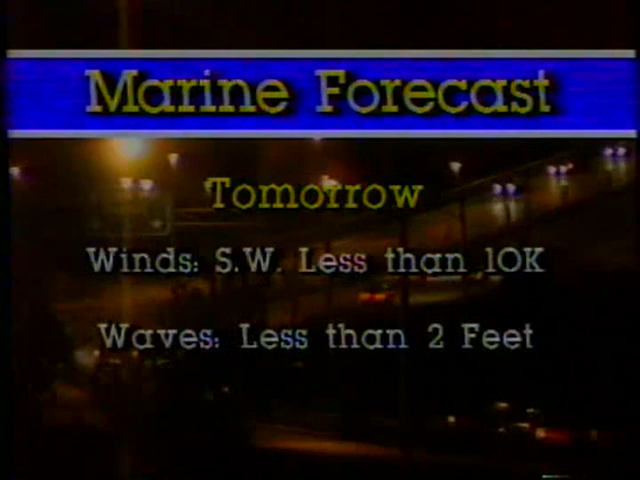 Marine Forecast
Tomorrow
Winds: S.W. Less than 10K
Waves: Less than 2 Feet